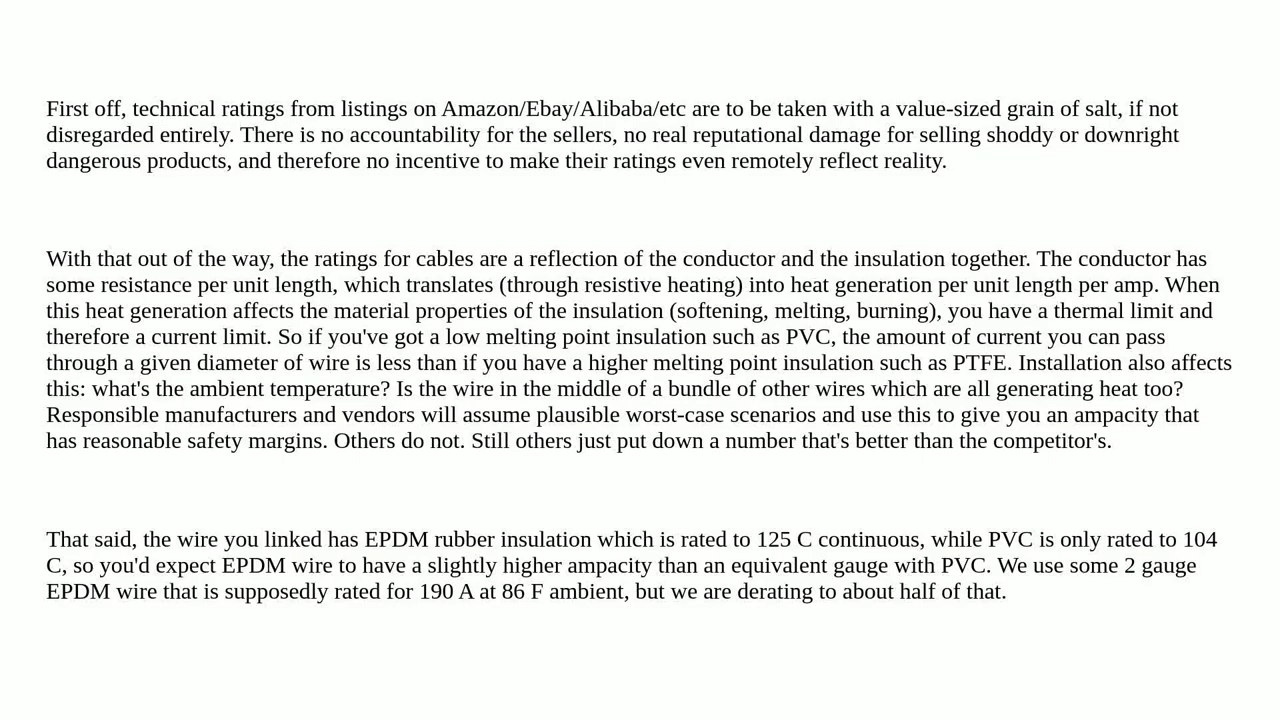 First off, technical ratings from listings on Amazon/Ebay/Alibaba/etc are to be taken with a value-sized grain of salt, if not
disregarded entirely. There is no accountability for the sellers, no real reputational damage for selling shoddy or downright
dangerous products, and therefore no incentive to make their ratings even remotely reflect reality.
With that out of the way, the ratings for cables are a reflection of the conductor and the insulation together. The conductor has
some resistance per unit length, which translates (through resistive heating) into heat generation per unit length per amp. When
this heat generation affects the material properties of the insulation (softening, melting, burning), you have a thermal limit and
therefore a current limit. So if you've got a low melting point insulation such as PVC, the amount of current you can pass
through a given diameter of wire is less than if you have a higher melting point insulation such as PTFE. Installation also affects
this: what's the ambient temperature? Is the wire in the middle of a bundle of other wires which are all generating heat too?
Responsible manufacturers and vendors will assume plausible worst-case scenarios and use this to give you an ampacity that
has reasonable safety margins. Others do not. Still others just put down a number that's better than the competitor's.
That said, the wire you linked has EPDM rubber insulation which is rated to 125 C continuous, while PVC is only rated to 104
C, so you'd expect EPDM wire to have a slightly higher ampacity than an equivalent gauge with PVC. We use some 2 gauge
EPDM wire that is supposedly rated for 190 A at 86 F ambient, but we are derating to about half of that.